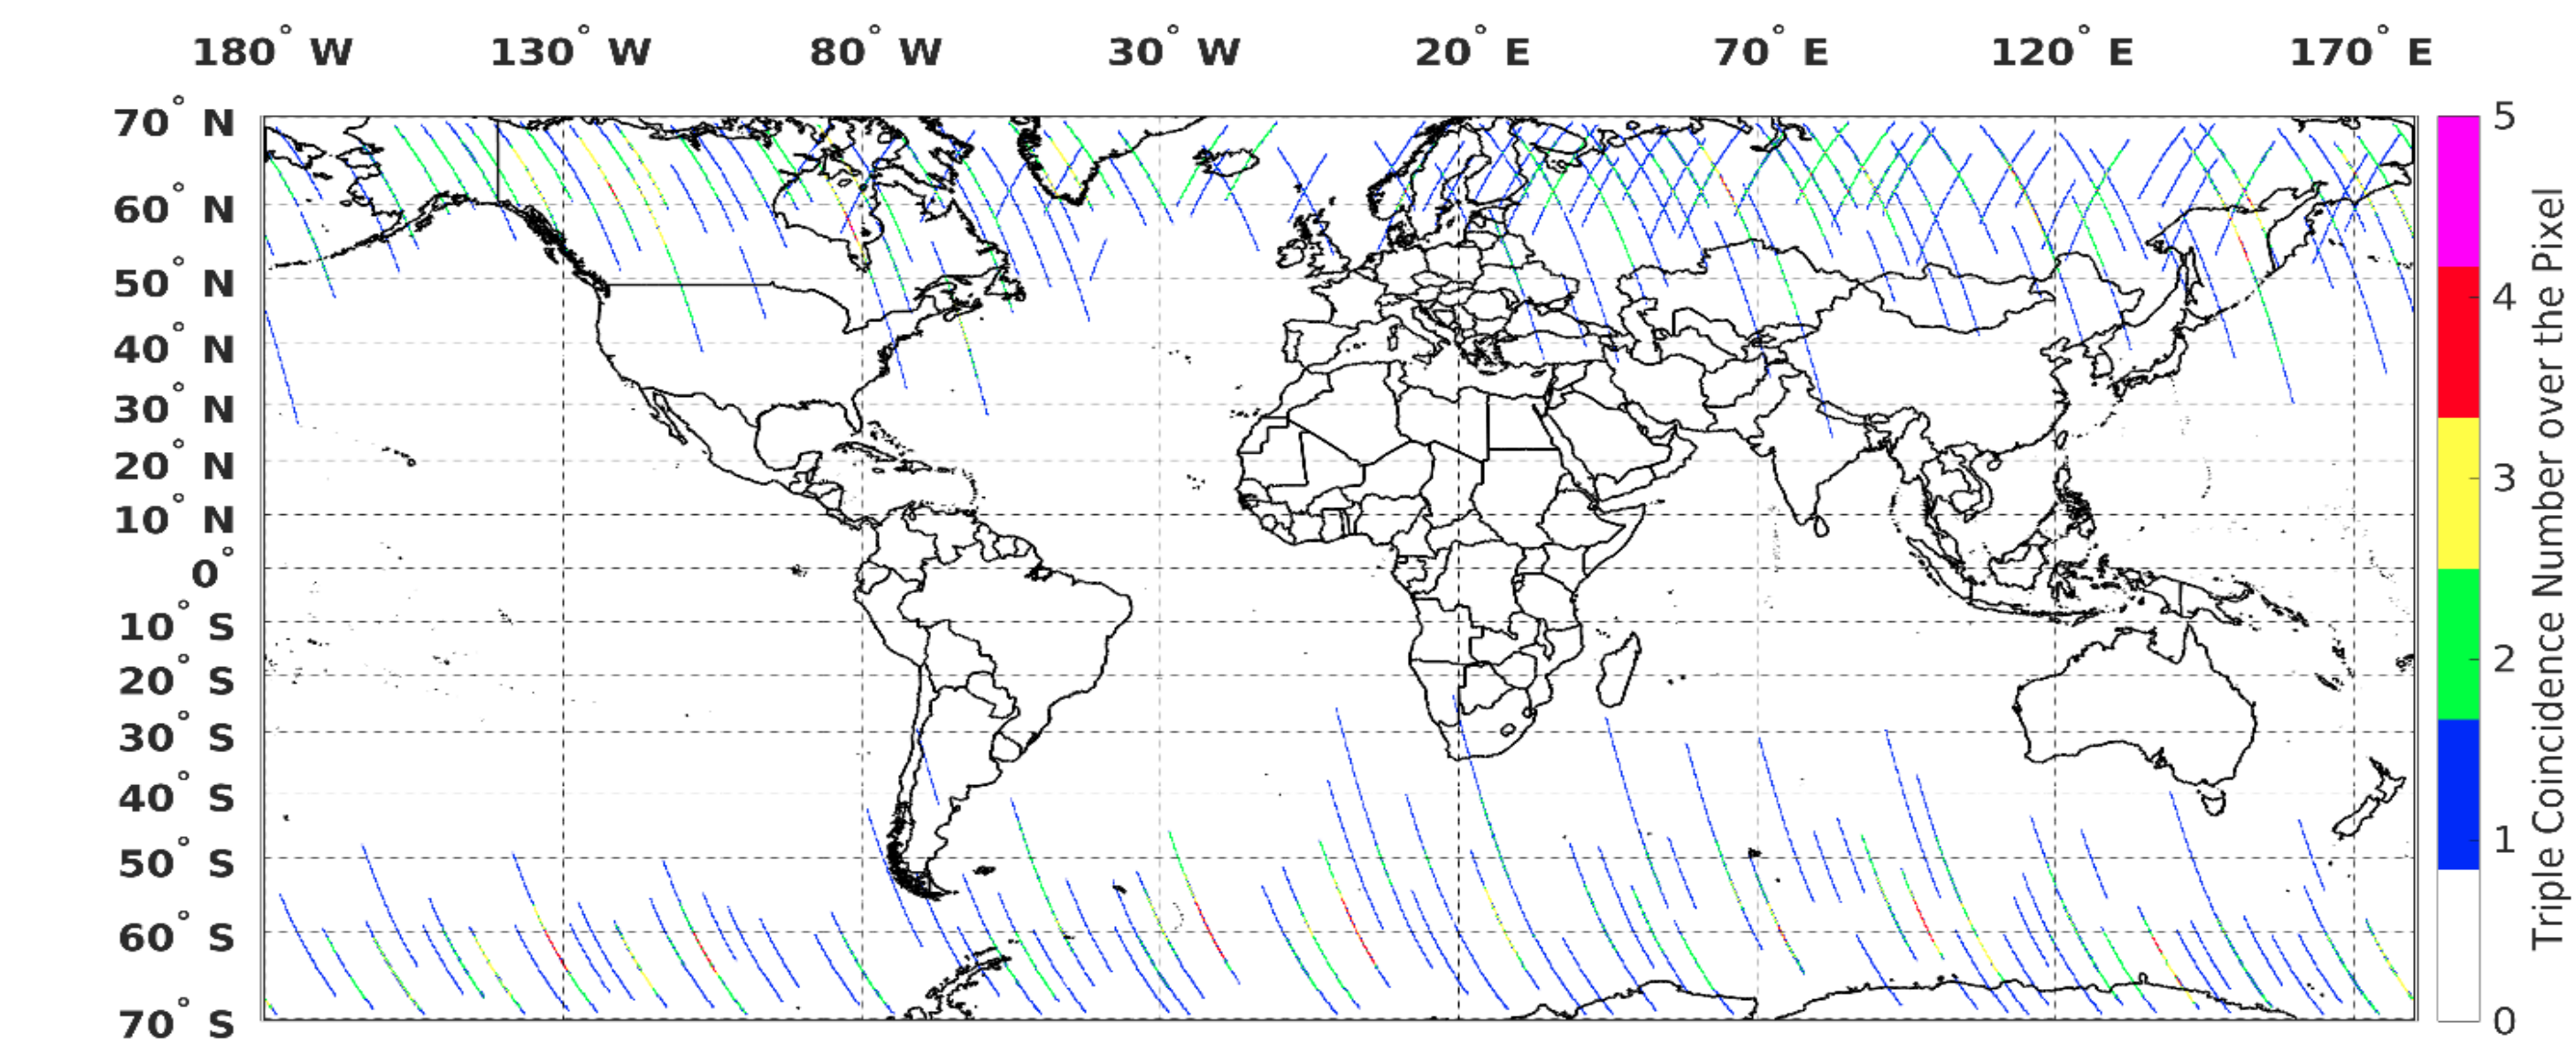 180° W 130° W 80° W 30° W 20° E 70° E 120° E 170° E
70° N
60° N
50° N
40° N
30° N
20° N
10° N
0°
10° S
20° S
30° S
40° S
50° S
60° S
70° S
5
4
3
2
1
0
Triple Coincidence Number over the Pixel